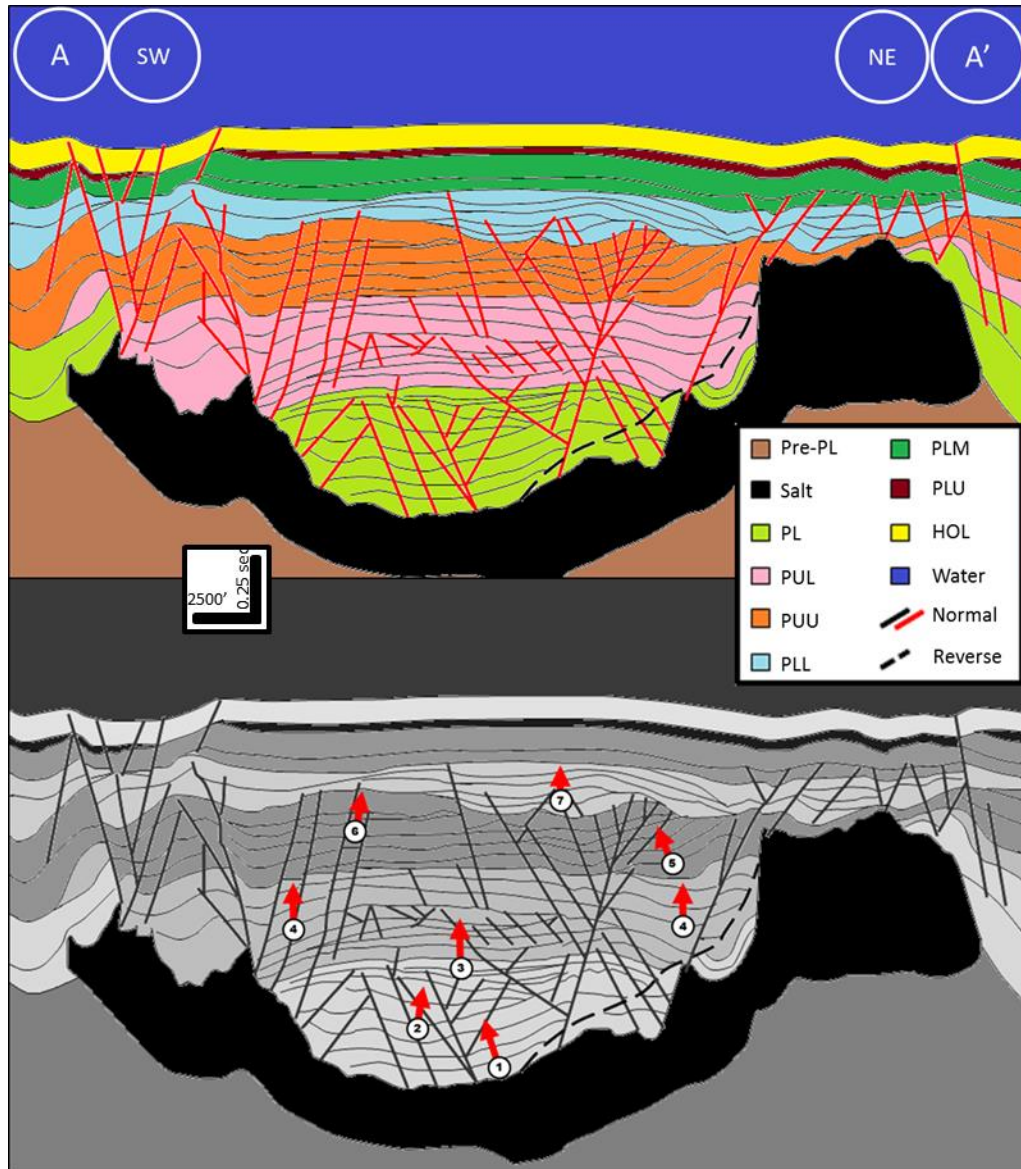 A
SW
NE
A'
Pre-PL
PLM
Salt
PLU
PL
HOL
PUL
Water
PUU
Normal
PLL
Reverse
0.25 sec
2500'
7
6
5
4
4
3
2
1